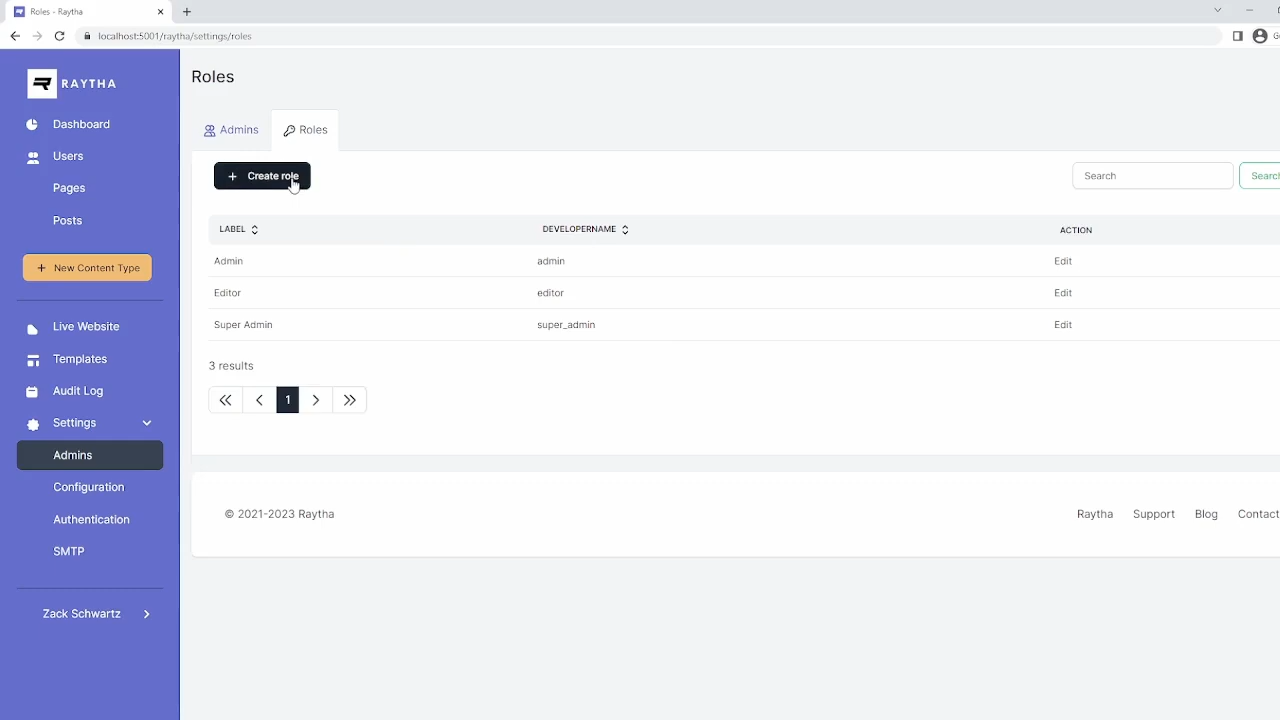 Roles - Raytha
localhost:5001/raytha/settings/roles
RAYTHA
Dashboard
Users
Pages
Posts
+ New Content Type
Live Website
Templates
Audit Log
Settings
Admins
Configuration
Authentication
SMTP
Zack Schwartz
Roles
Admins Roles
+ Create role
Search Search
LABEL DEVELOPERNAME ACTION
Admin admin Edit
Editor editor Edit
Super Admin super_admin Edit
3 results
1
© 2021-2023 Raytha
Raytha Support Blog Contact